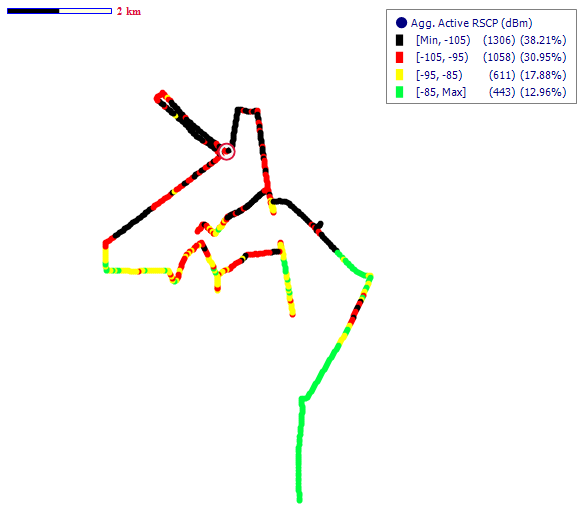 2 km
Agg. Active RSCP (dBm)
[Min, -105) (1306) (38.21%)
[-105, -95) (1058) (30.95%)
[-95, -85) (611) (17.88%)
[-85, Max] (443) (12.96%)